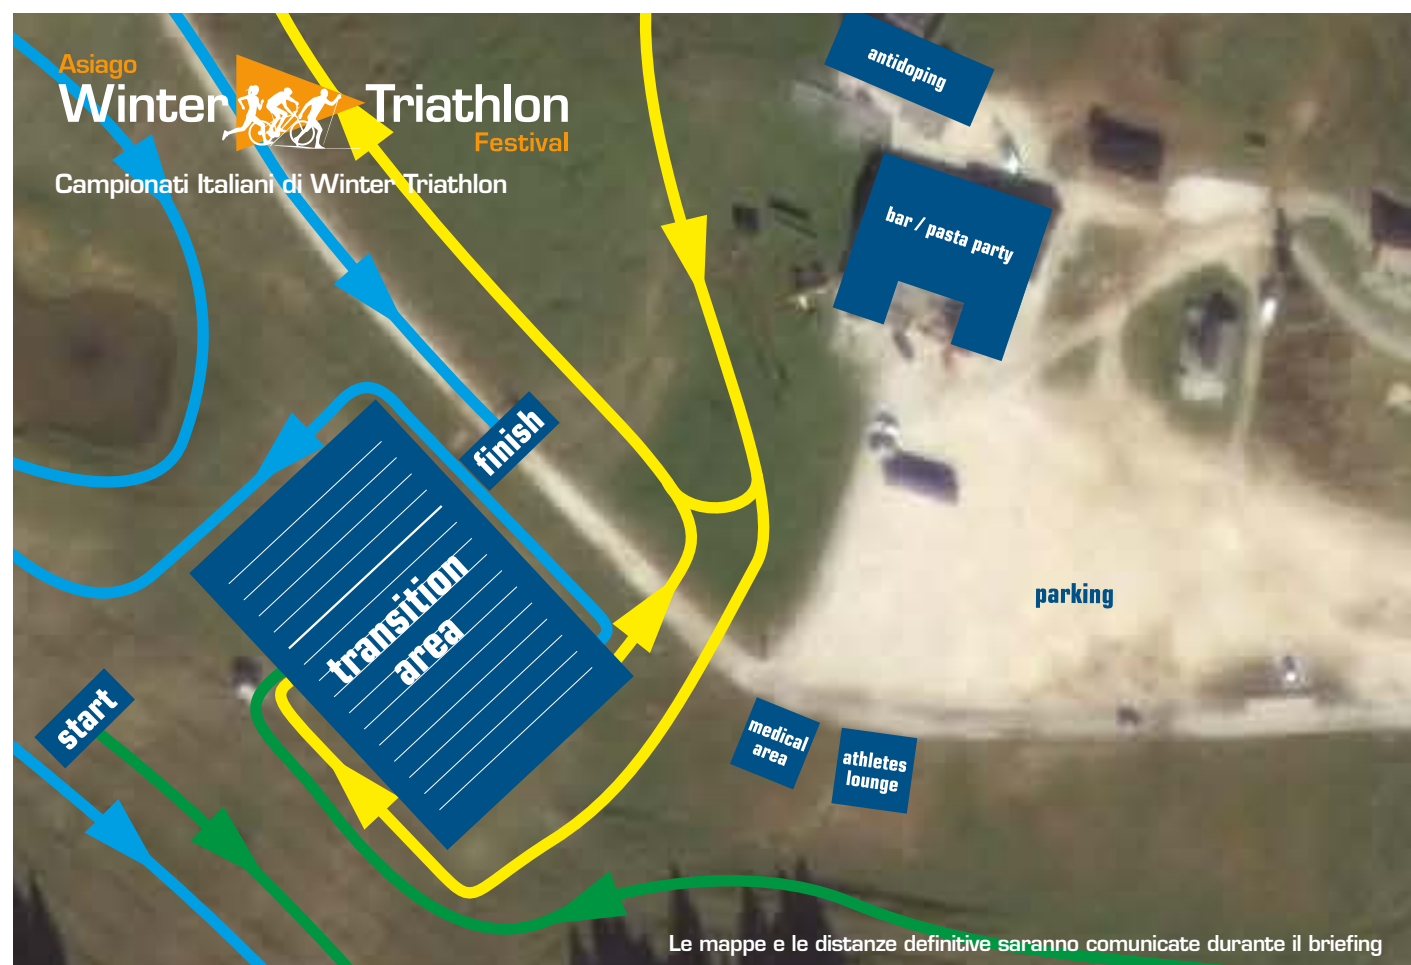 Asiago
Winter Triathlon
Festival
Campionati Italiani di Winter Triathlon
antidoping
bar / pasta party
finish
transition
area
parking
start
medical
area
athletes
lounge
Le mappe e le distanze definitive saranno comunicate durante il briefing